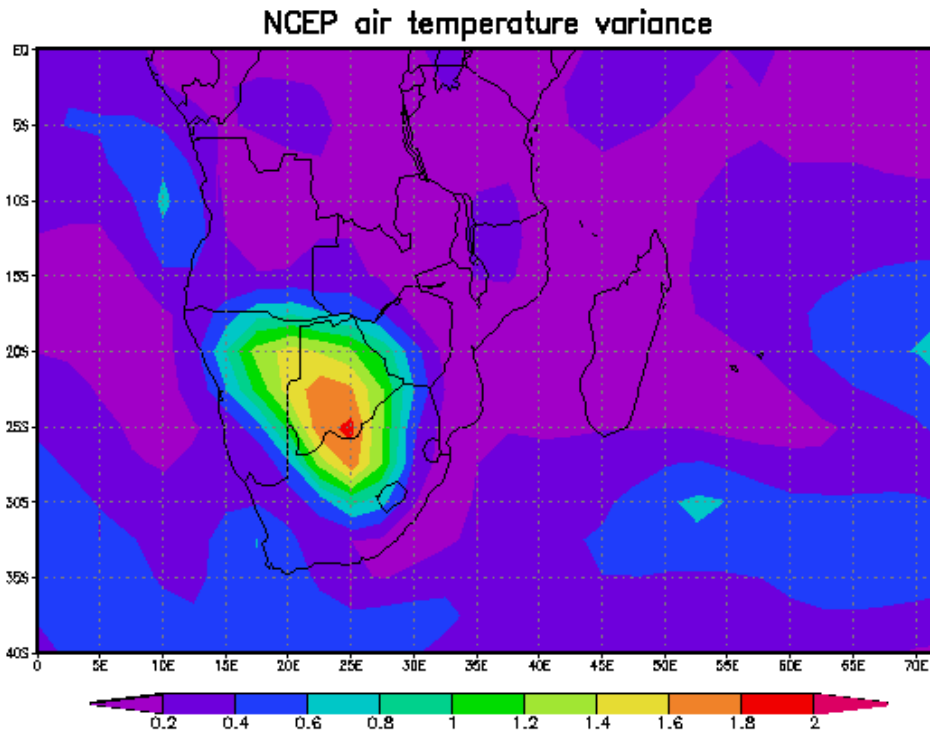 NCEP air temperature variance
EQ
5S
10S
15S
20S
25S
30S
35S
40S
0 5E 10E 15E 20E 25E 30E 35E 40E 45E 50E 55E 60E 65E 70E
0.2 0.4 0.6 0.8 1 1.2 1.4 1.6 1.8 2